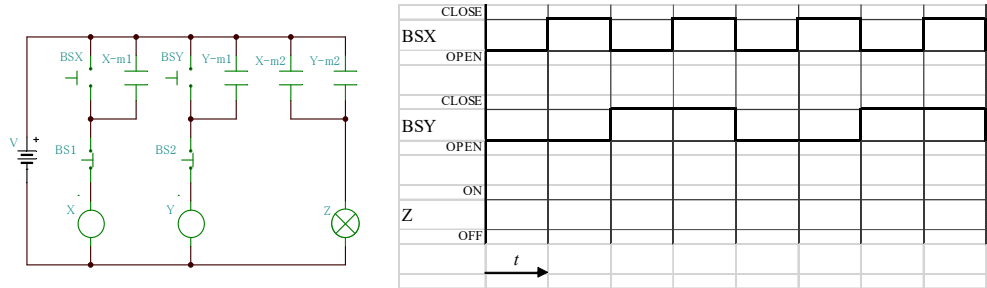 BSX X-m1 BSY Y-m1 X-m2 Y-m2
V +
BS1 BS2
X Y Z
CLOSE
BSX
OPEN
CLOSE
BSY
OPEN
ON
Z
OFF
t